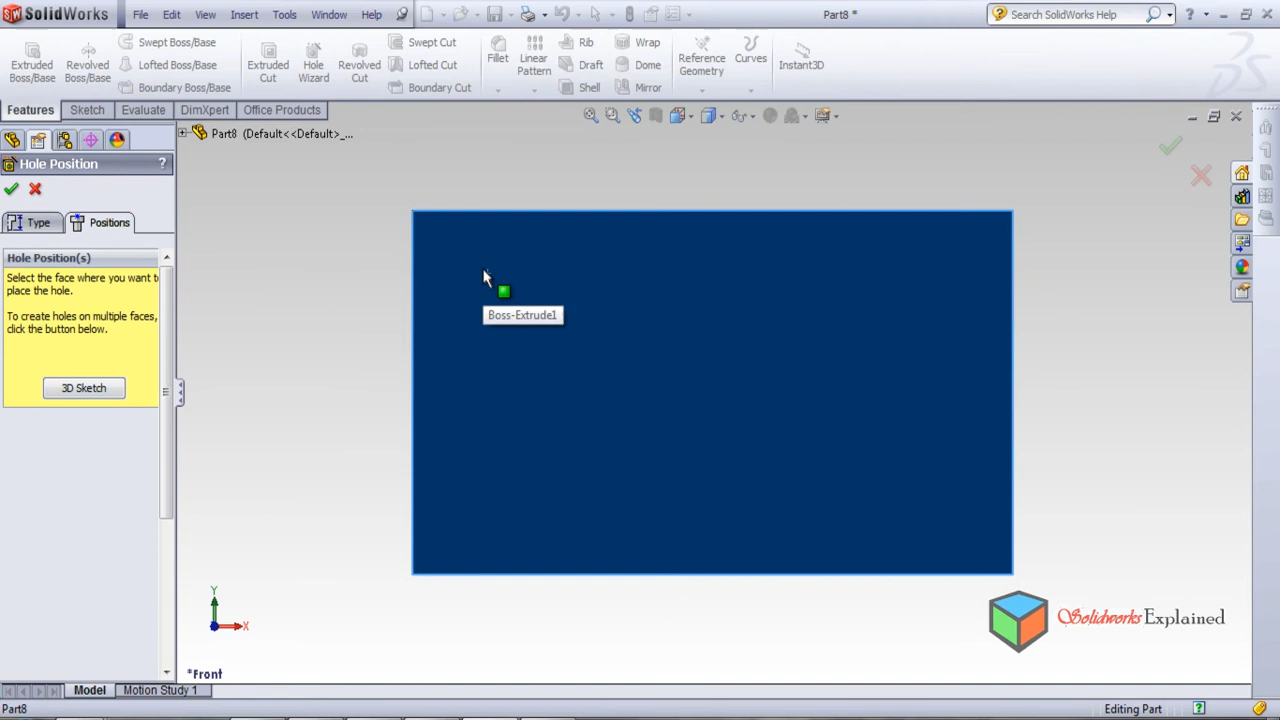 SolidWorks File Edit View Insert Tools Window Help Part8 * Search SolidWorks Help
Extruded Boss/Base
Revolved Boss/Base
Swept Boss/Base
Lofted Boss/Base
Boundary Boss/Base
Extruded Cut
Hole Wizard
Revolved Cut
Swept Cut
Lofted Cut
Boundary Cut
Fillet
Linear Pattern
Rib
Draft
Shell
Wrap
Dome
Mirror
Reference Geometry
Curves
Instant3D
Features Sketch Evaluate DimXpert Office Products
Part8 (Default<<Default>_...
Hole Position ?
Type Positions
Hole Position(s)
Select the face where you want to
place the hole.
To create holes on multiple faces,
click the button below.
3D Sketch
Boss-Extrude1
Y
X
*Front
Solidworks Explained
Model Motion Study 1
Part8 Editing Part